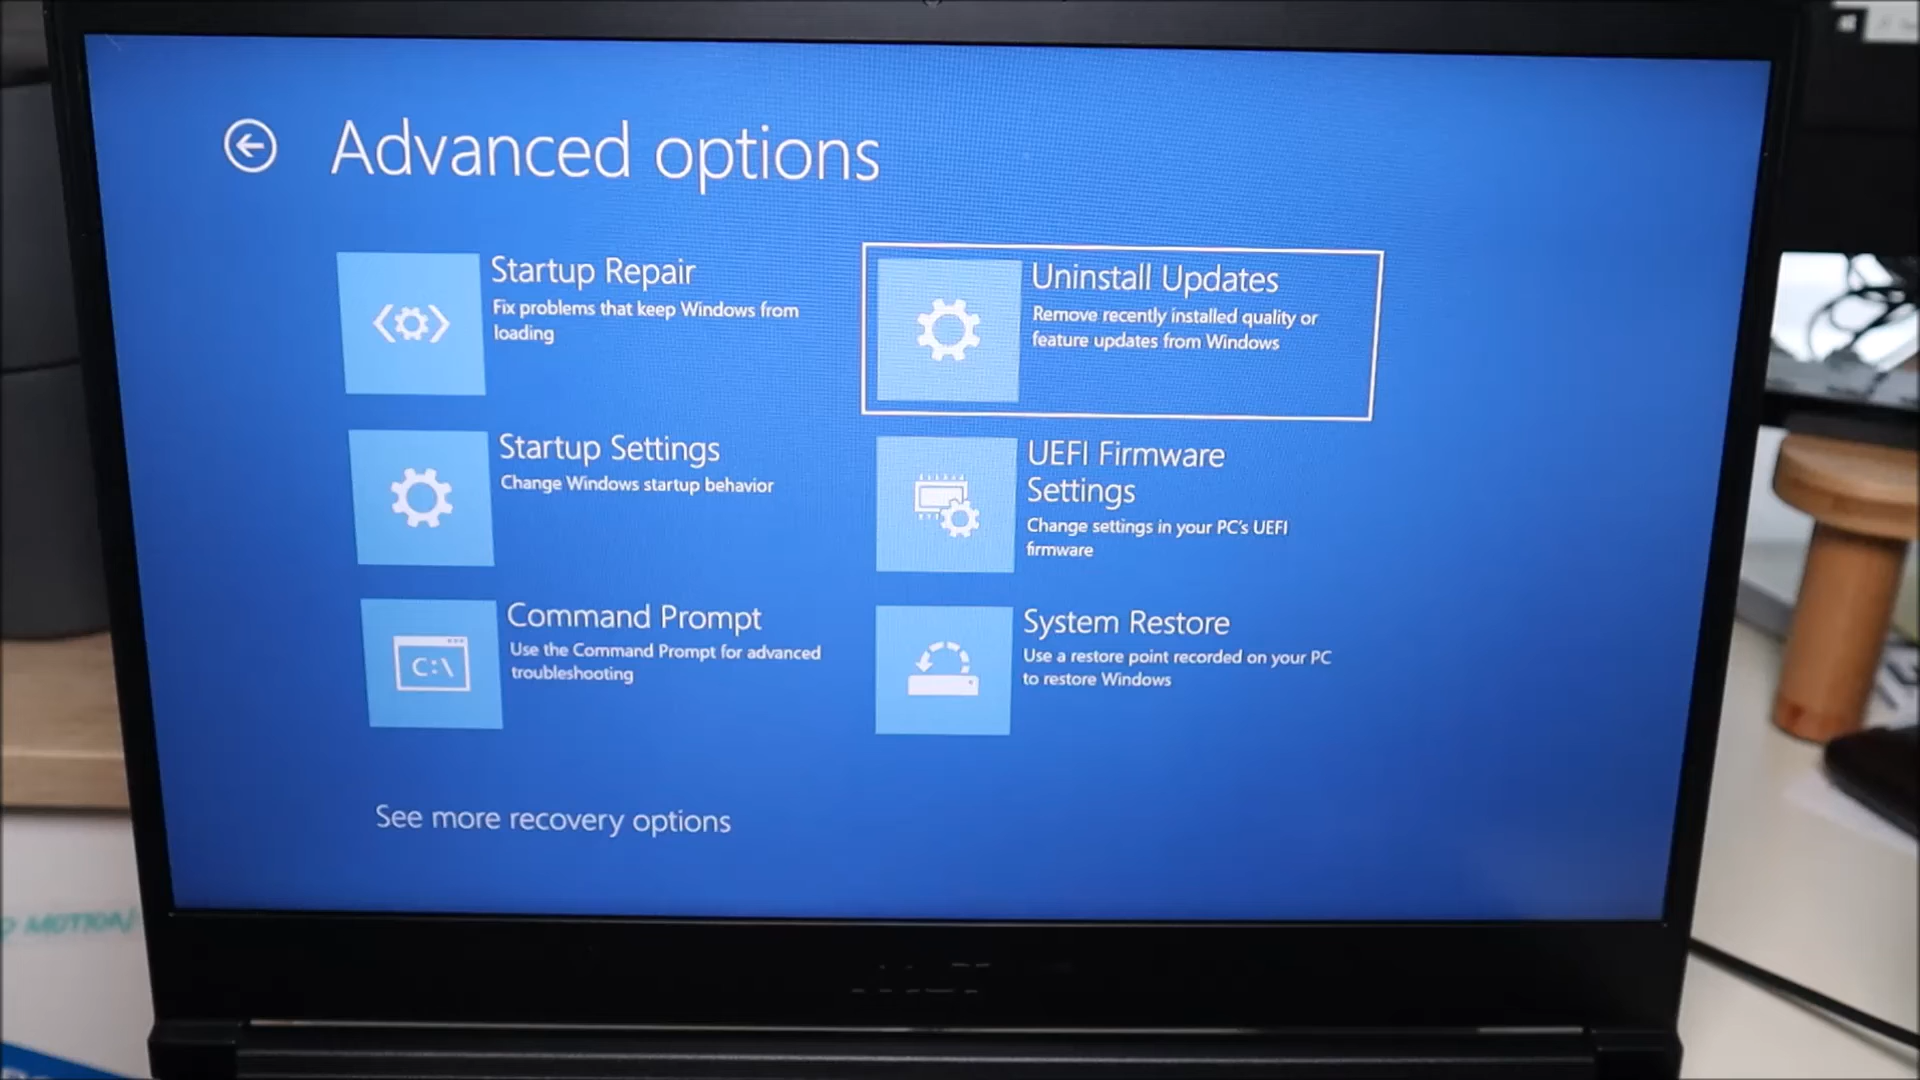 Advanced options
Startup Repair
Fix problems that keep Windows from
loading
Uninstall Updates
Remove recently installed quality or
feature updates from Windows
Startup Settings
Change Windows startup behavior
UEFI Firmware
Settings
Change settings in your PC's UEFI
firmware
Command Prompt
Use the Command Prompt for advanced
troubleshooting
C:\
System Restore
Use a restore point recorded on your PC
to restore Windows
See more recovery options
MOTION/